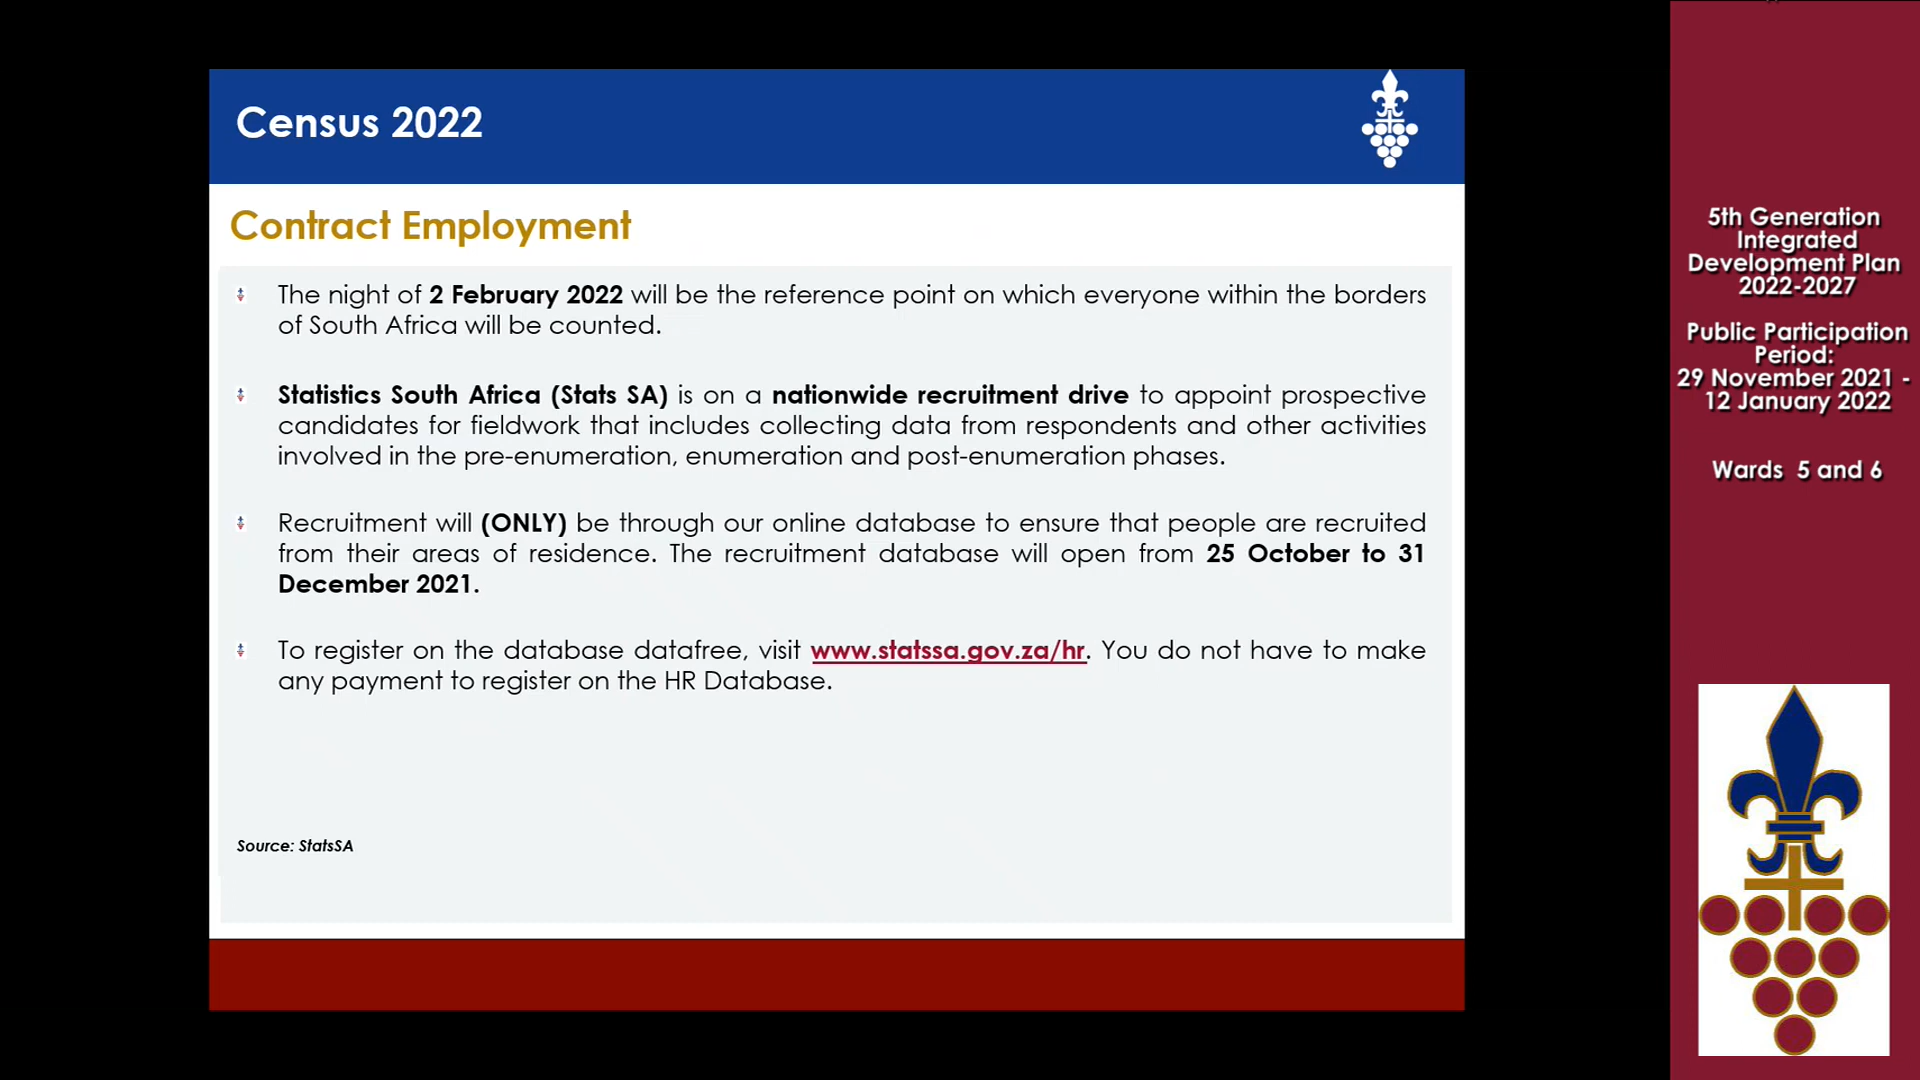 Census 2022
Contract Employment
The night of 2 February 2022 will be the reference point on which everyone within the borders
of South Africa will be counted.
Statistics South Africa (Stats SA) is on a nationwide recruitment drive to appoint prospective
candidates for fieldwork that includes collecting data from respondents and other activities
involved in the pre-enumeration, enumeration and post-enumeration phases.
Recruitment will (ONLY) be through our online database to ensure that people are recruited
from their areas of residence. The recruitment database will open from 25 October to 31
December 2021.
To register on the database datafree, visit www.statssa.gov.za/hr. You do not have to make
any payment to register on the HR Database.
Source: StatsSA
5th Generation
Integrated
Development Plan
2022-2027
Public Participation
Period:
29 November 2021 -
12 January 2022
Wards 5 and 6